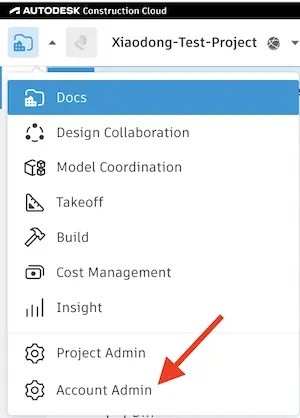 AUTODESK Construction Cloud
Xiaodong-Test-Project
Docs
Design Collaboration
Model Coordination
Takeoff
Build
Cost Management
Insight
Project Admin
Account Admin